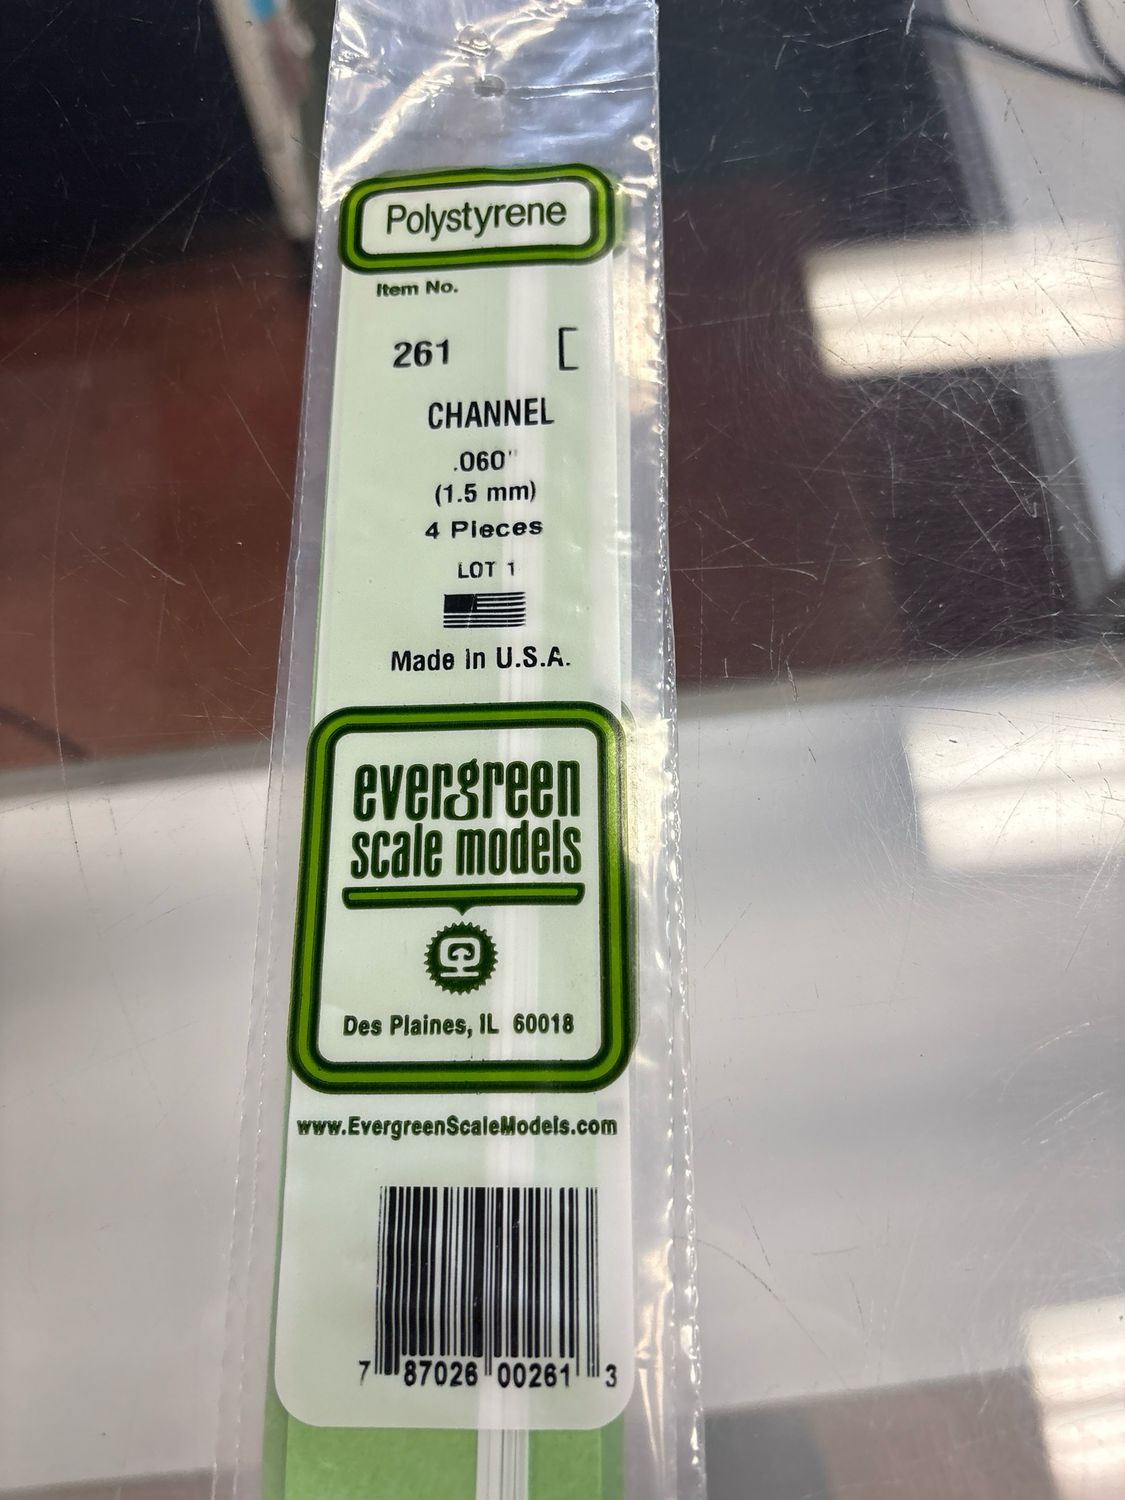 Polystyrene
Item No.
261
CHANNEL
.060"
(1.5 mm)
4 Pieces
LOT 1
Made in U.S.A.
evergreen
scale models
Des Plaines, IL 60018
www.EvergreenScaleModels.com
7 87026 00261 3